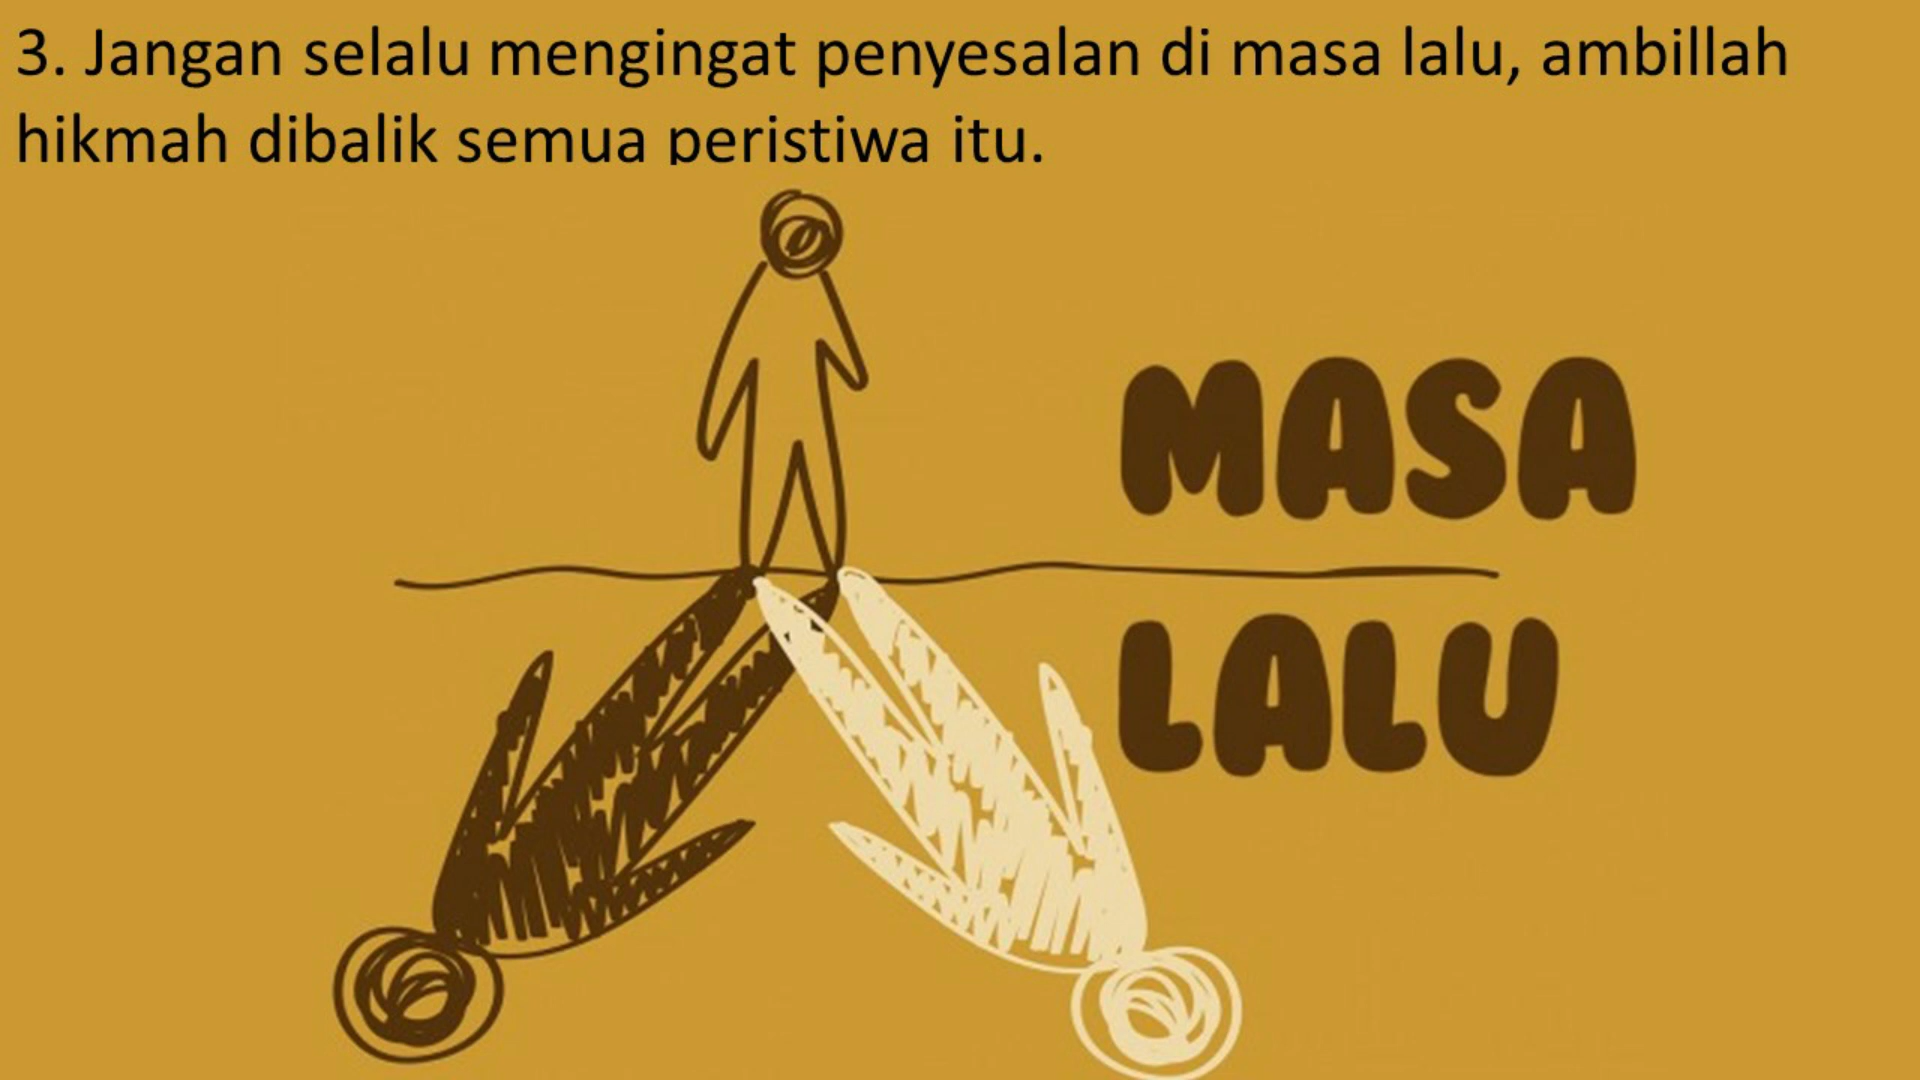 3. Jangan selalu mengingat penyesalan di masa lalu, ambillah
hikmah dibalik semua peristiwa itu.
MASA
LALU